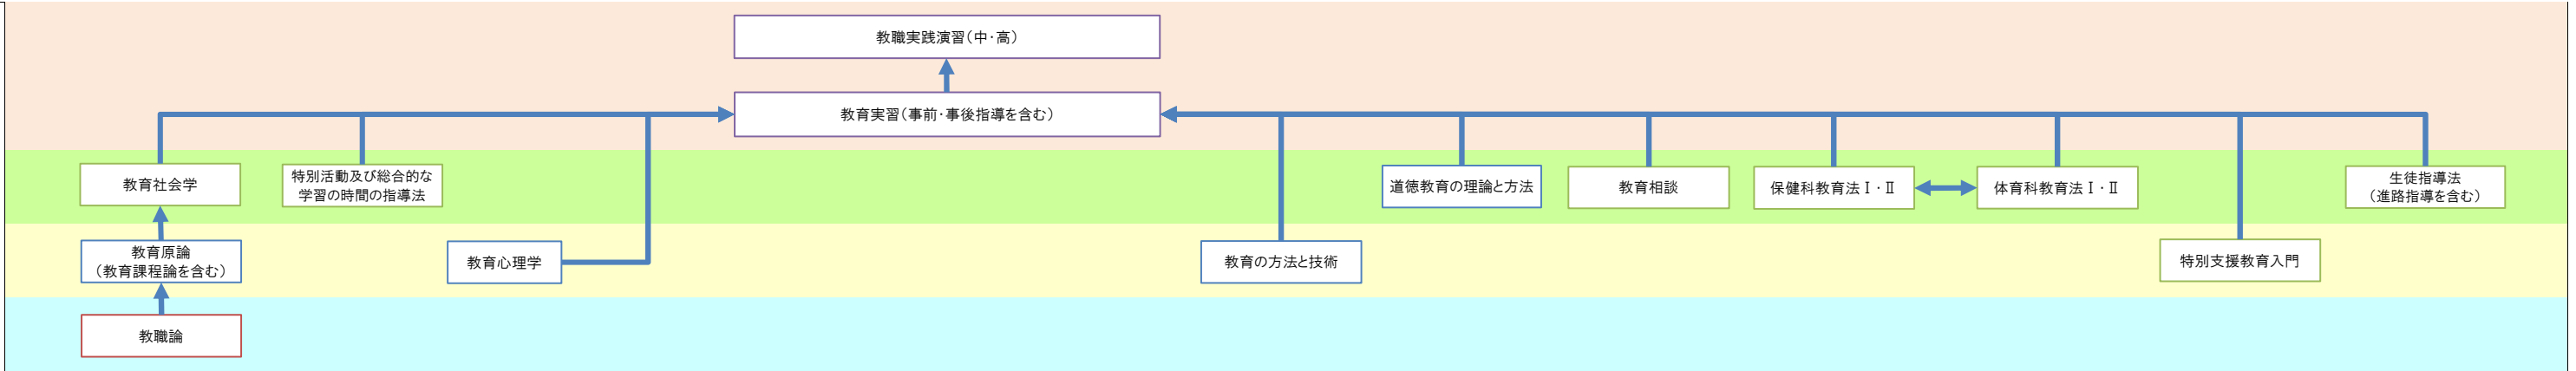 教職実践演習(中・高)
教育実習(事前・事後指導を含む)
教育社会学
特別活動及び総合的な
学習の時間の指導法
道徳教育の理論と方法
教育相談
保健科教育法Ⅰ・Ⅱ
体育科教育法Ⅰ・Ⅱ
生徒指導法
(進路指導を含む)
教育原論
(教育課程論を含む)
教育心理学
教育の方法と技術
特別支援教育入門
教職論